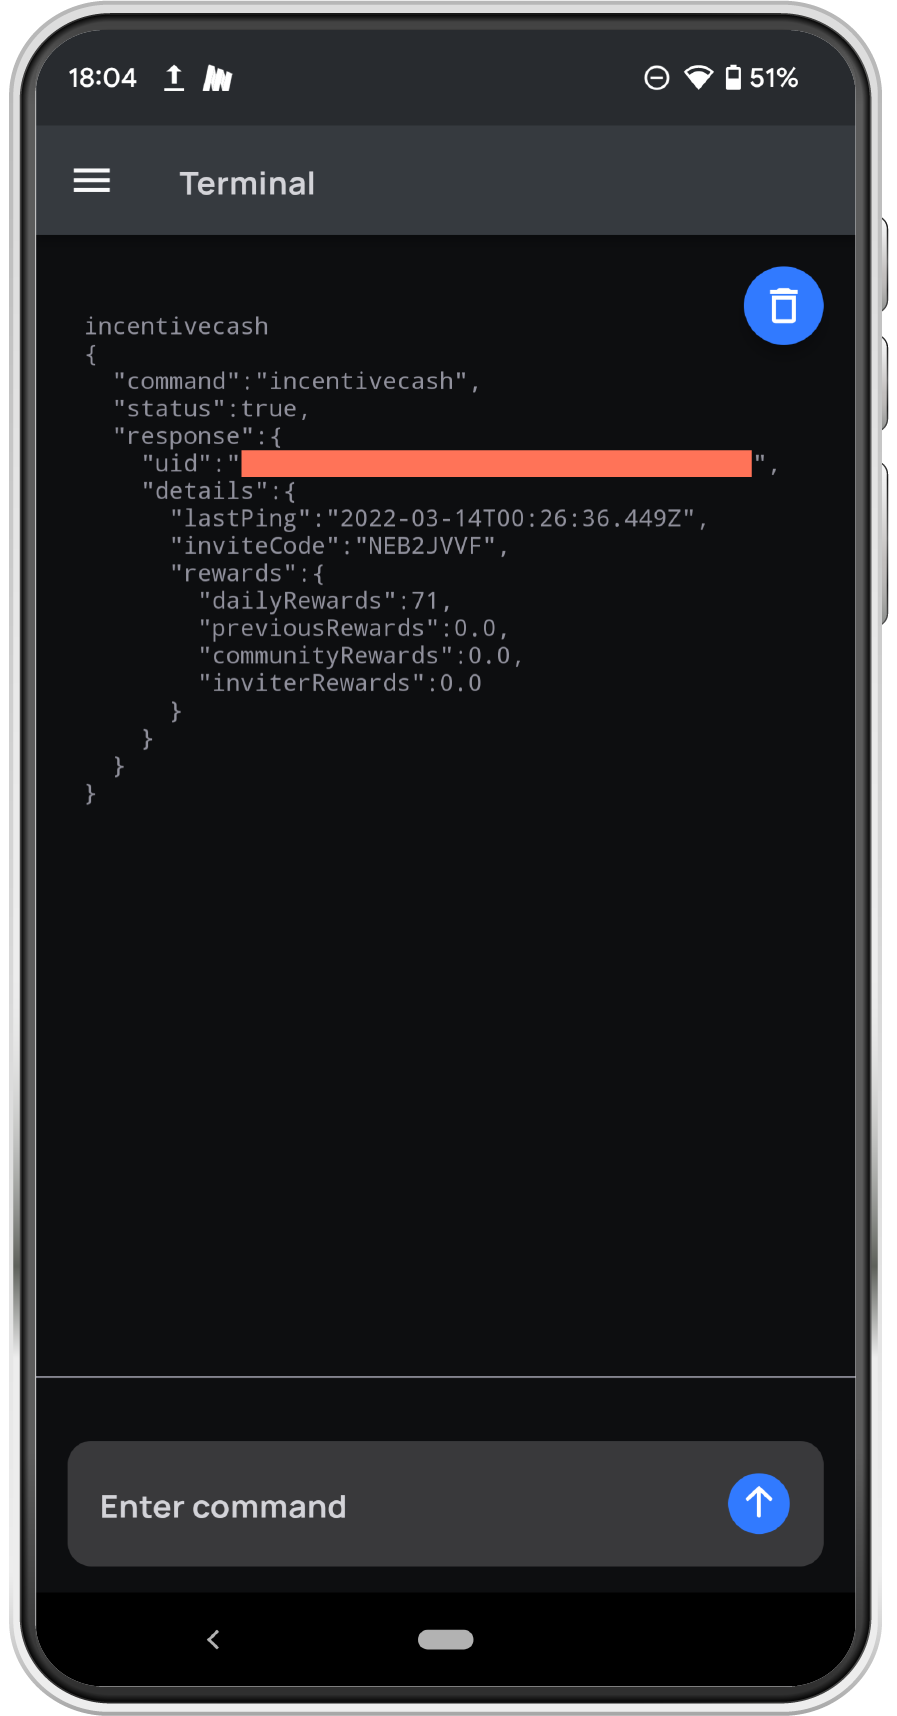 18:04 51%
Terminal
incentivecash
{
  "command":"incentivecash",
  "status":true,
  "response":{
    "uid":"",
    "details":{
      "lastPing":"2022-03-14T00:26:36.449Z",
      "inviteCode":"NEB2JVVF",
      "rewards":{
        "dailyRewards":71,
        "previousRewards":0.0,
        "communityRewards":0.0,
        "inviterRewards":0.0
      }
    }
  }
}
Enter command